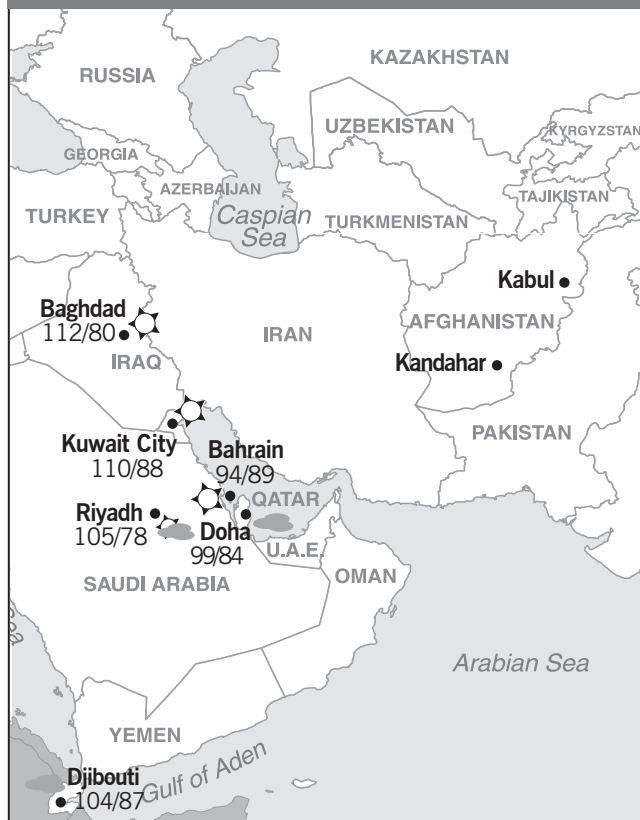 KAZAKHSTAN
RUSSIA
UZBEKISTAN
KYRGYZSTAN
GEORGIA
AZERBAIJAN
TAJIKISTAN
TURKEY
Caspian
Sea
TURKMENISTAN
Kabul
Baghdad
112/80
IRAN
AFGHANISTAN
IRAQ
Kandahar
PAKISTAN
Kuwait City
110/88
Bahrain
94/89
QATAR
Riyadh
105/78
Doha
99/84
U.A.E.
SAUDI ARABIA
OMAN
Arabian Sea
YEMEN
Gulf of Aden
Djibouti
104/87